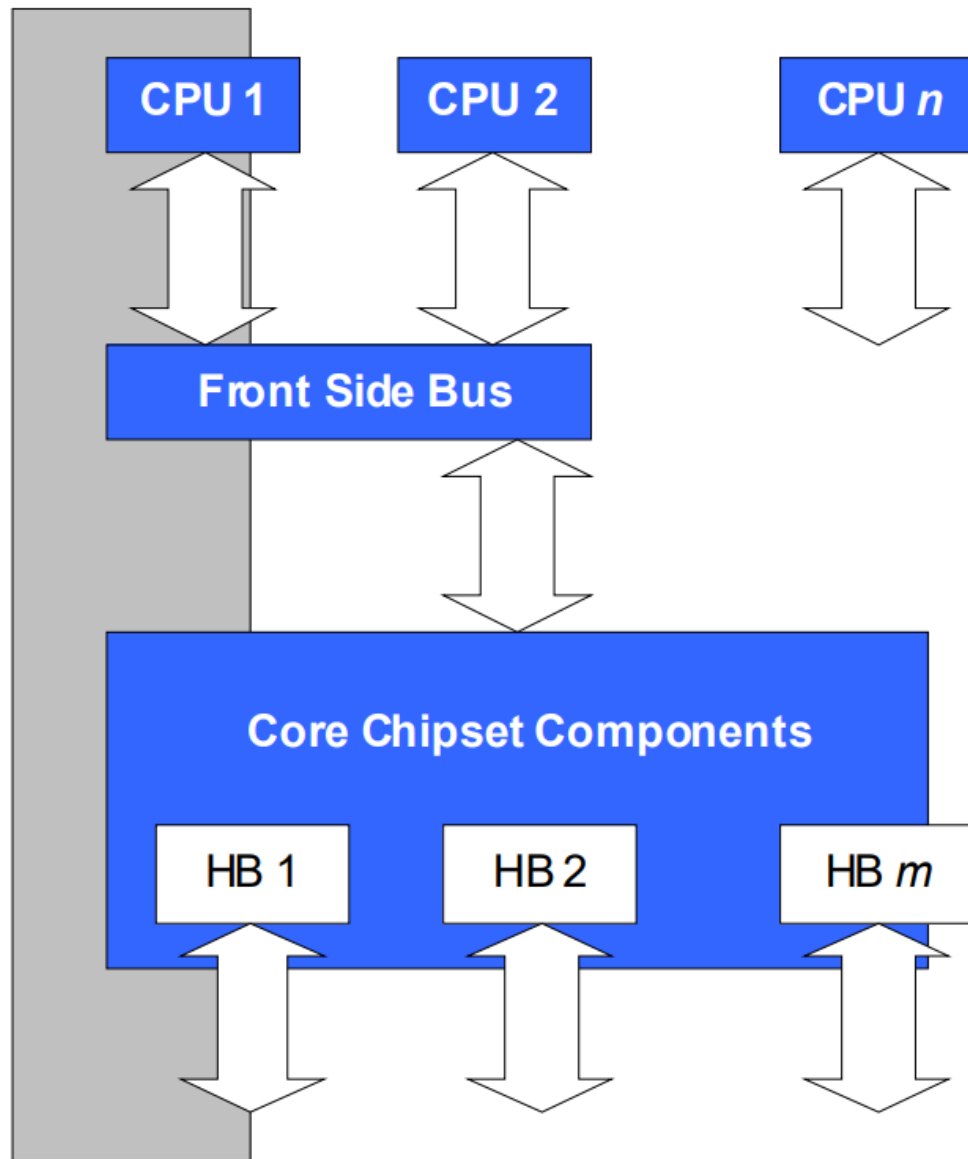 CPU 1
CPU 2
CPU n
Front Side Bus
Core Chipset Components
HB 1
HB 2
HB m